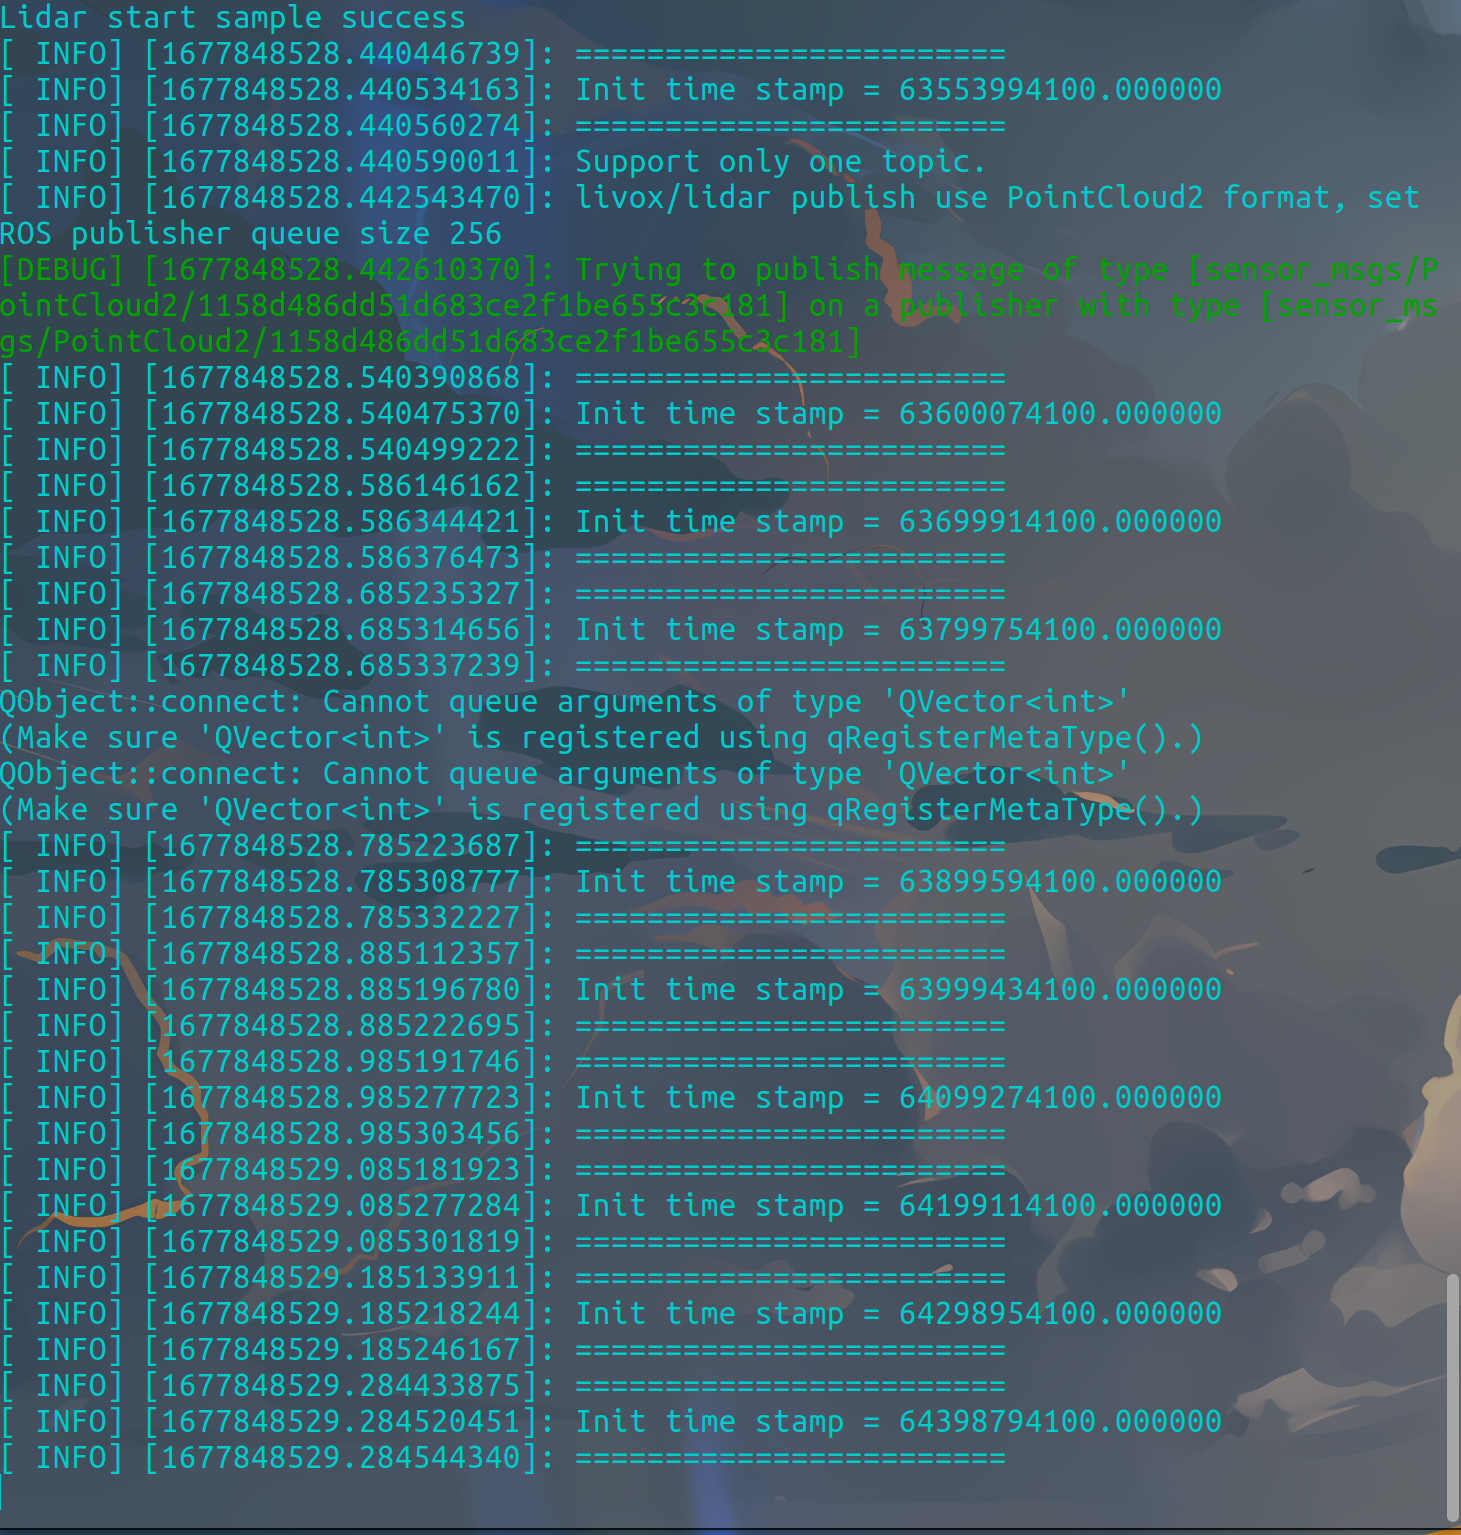 Lidar start sample success
[ INFO] [1677848528.440446739]: ========================
[ INFO] [1677848528.440534163]: Init time stamp = 63553994100.000000
[ INFO] [1677848528.440560274]: ========================
[ INFO] [1677848528.440590011]: Support only one topic.
[ INFO] [1677848528.442543470]: livox/lidar publish use PointCloud2 format, set
ROS publisher queue size 256
[DEBUG] [1677848528.442610370]: Trying to publish message of type [sensor_msgs/P
ointCloud2/1158d486dd51d683ce2f1be655c3c181] on a publisher with type [sensor_ms
gs/PointCloud2/1158d486dd51d683ce2f1be655c3c181]
[ INFO] [1677848528.540390868]: ========================
[ INFO] [1677848528.540475370]: Init time stamp = 63600074100.000000
[ INFO] [1677848528.540499222]: ========================
[ INFO] [1677848528.586146162]: ========================
[ INFO] [1677848528.586344421]: Init time stamp = 63699914100.000000
[ INFO] [1677848528.586376473]: ========================
[ INFO] [1677848528.685235327]: ========================
[ INFO] [1677848528.685314656]: Init time stamp = 63799754100.000000
[ INFO] [1677848528.685337239]: ========================
QObject::connect: Cannot queue arguments of type 'QVector<int>'
(Make sure 'QVector<int>' is registered using qRegisterMetaType().)
QObject::connect: Cannot queue arguments of type 'QVector<int>'
(Make sure 'QVector<int>' is registered using qRegisterMetaType().)
[ INFO] [1677848528.785223687]: ========================
[ INFO] [1677848528.785308777]: Init time stamp = 63899594100.000000
[ INFO] [1677848528.785332227]: ========================
[ INFO] [1677848528.885112357]: ========================
[ INFO] [1677848528.885196780]: Init time stamp = 63999434100.000000
[ INFO] [1677848528.885222695]: ========================
[ INFO] [1677848528.985191746]: ========================
[ INFO] [1677848528.985277723]: Init time stamp = 64099274100.000000
[ INFO] [1677848528.985303456]: ========================
[ INFO] [1677848529.085181923]: ========================
[ INFO] [1677848529.085277284]: Init time stamp = 64199114100.000000
[ INFO] [1677848529.085301819]: ========================
[ INFO] [1677848529.185133911]: ========================
[ INFO] [1677848529.185218244]: Init time stamp = 64298954100.000000
[ INFO] [1677848529.185246167]: ========================
[ INFO] [1677848529.284433875]: ========================
[ INFO] [1677848529.284520451]: Init time stamp = 64398794100.000000
[ INFO] [1677848529.284544340]: ========================